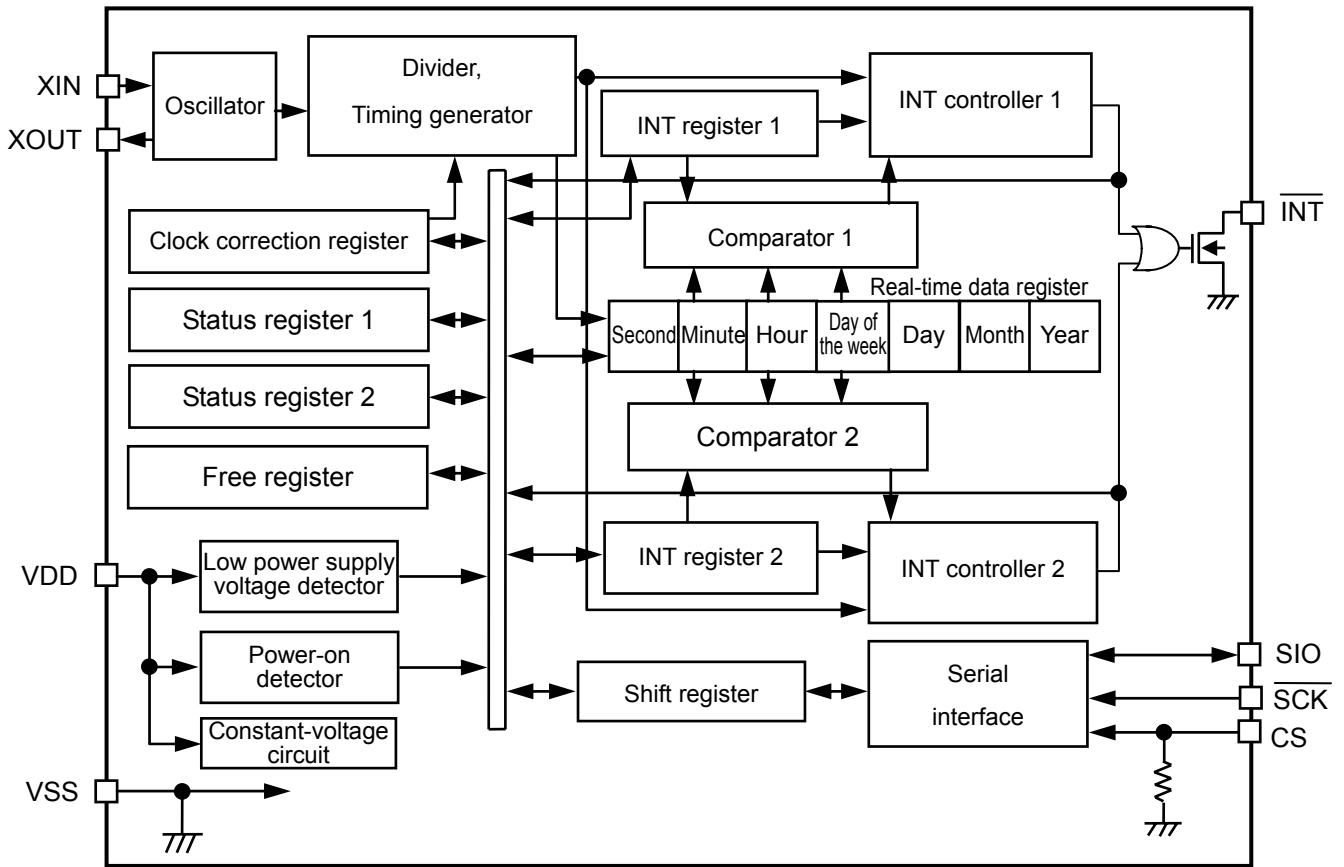 XIN
XOUT
Oscillator
Divider,
Timing generator
INT register 1
INT controller 1
INT
Clock correction register
Comparator 1
Real-time data register
Status register 1
Second
Minute
Hour
Day of
the week
Day
Month
Year
Status register 2
Comparator 2
Free register
VDD
Low power supply
voltage detector
INT register 2
INT controller 2
Power-on
detector
Shift register
Serial
interface
SIO
SCK
CS
Constant-voltage
circuit
VSS